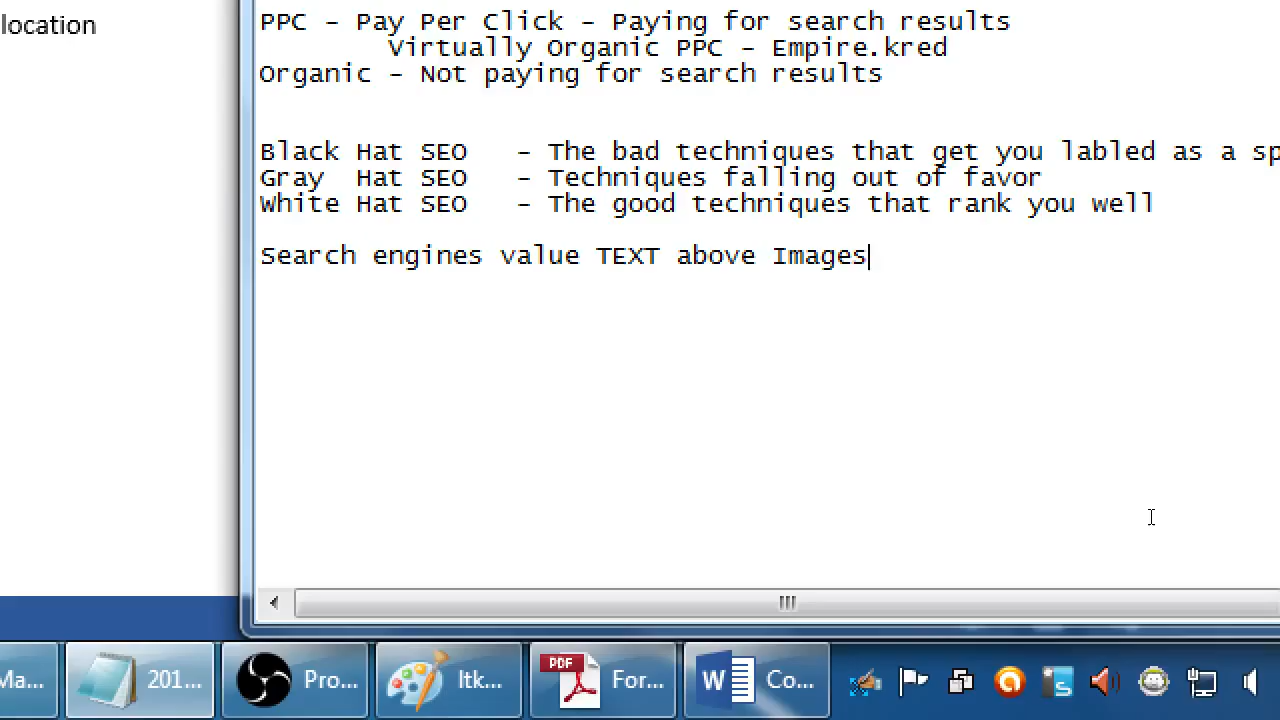 location
PPC - Pay Per Click - Paying for search results
Virtually Organic PPC - Empire.kred
Organic - Not paying for search results
Black Hat SEO - The bad techniques that get you labled as a sp
Gray Hat SEO - Techniques falling out of favor
White Hat SEO - The good techniques that rank you well
Search engines value TEXT above Images
Ma... 201... Pro... ltk... PDF For... W Co...